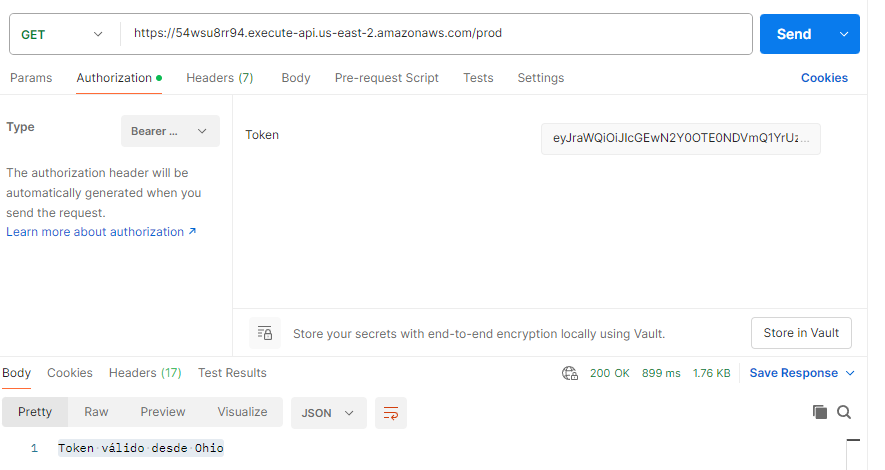 GET https://54wsu8rr94.execute-api.us-east-2.amazonaws.com/prod Send
Params Authorization Headers (7) Body Pre-request Script Tests Settings Cookies
Type Bearer ...
Token eyJraWQiOiJIcGEwN2Y0OTE0NDVmQ1YrUz...
The authorization header will be
automatically generated when you
send the request.
Learn more about authorization ↗
Store your secrets with end-to-end encryption locally using Vault. Store in Vault
Body Cookies Headers (17) Test Results 200 OK 899 ms 1.76 KB Save Response
Pretty Raw Preview Visualize JSON
1 Token válido desde Ohio